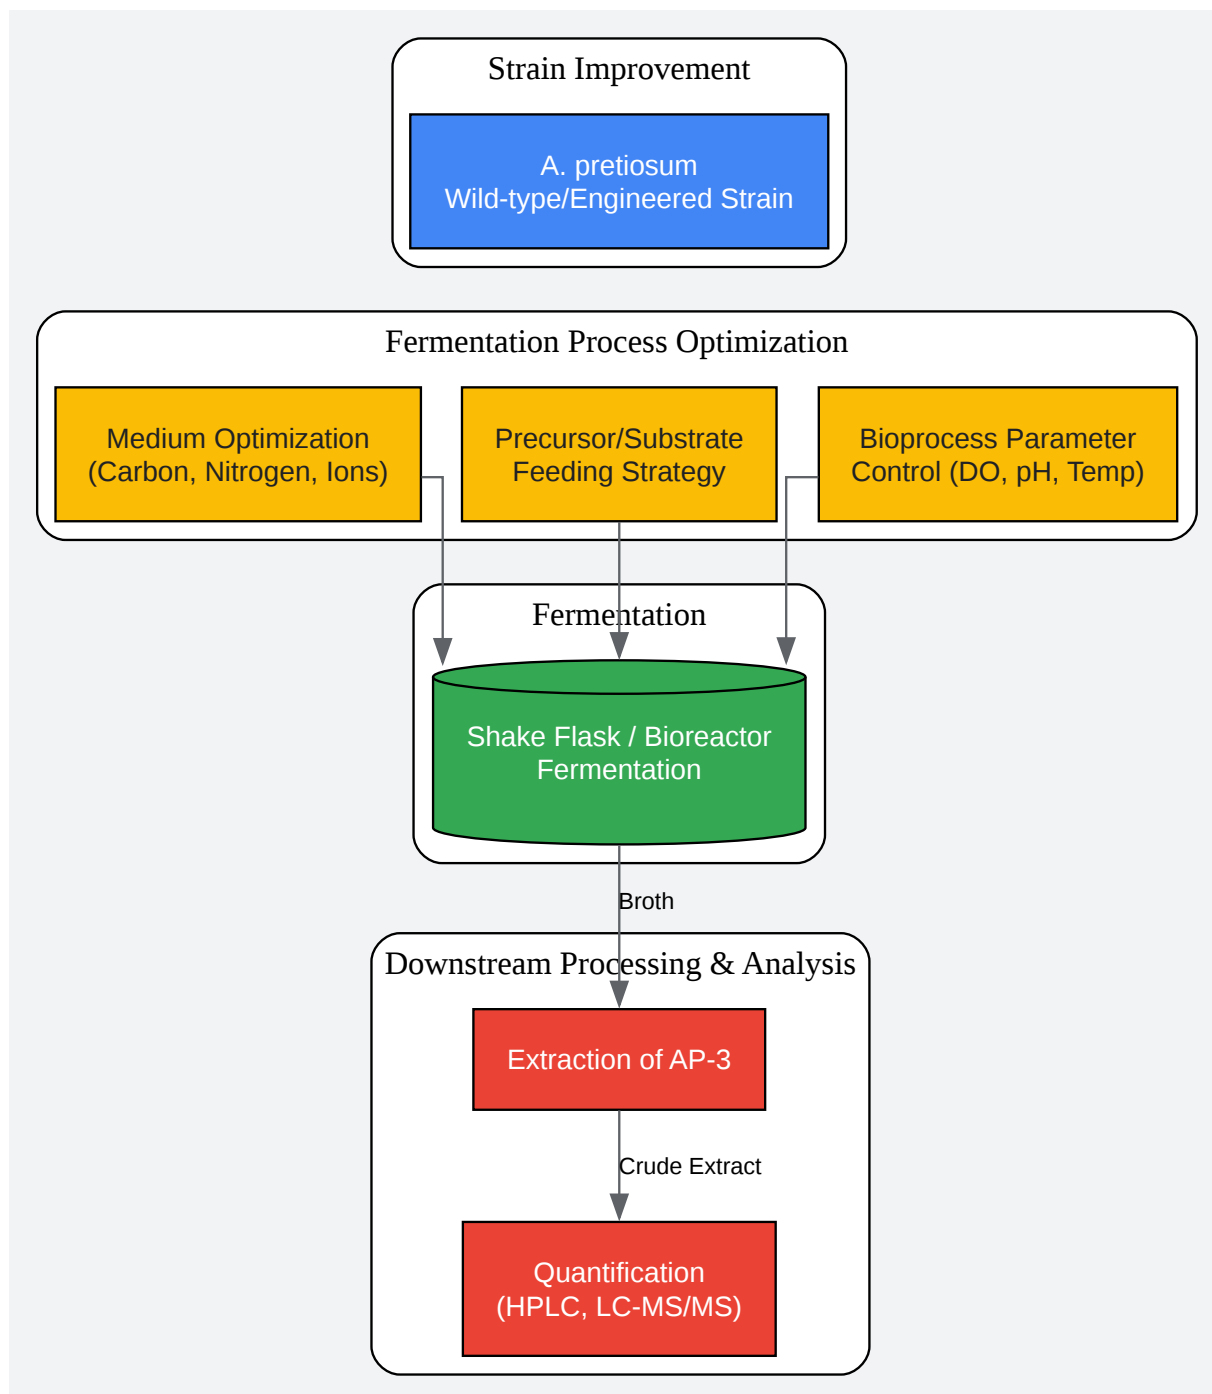 Strain Improvement
A. pretiosum
Wild-type/Engineered Strain
Fermentation Process Optimization
Medium Optimization
(Carbon, Nitrogen, Ions)
Precursor/Substrate
Feeding Strategy
Bioprocess Parameter
Control (DO, pH, Temp)
Fermentation
Shake Flask / Bioreactor
Fermentation
Broth
Downstream Processing & Analysis
Extraction of AP-3
Crude Extract
Quantification
(HPLC, LC-MS/MS)